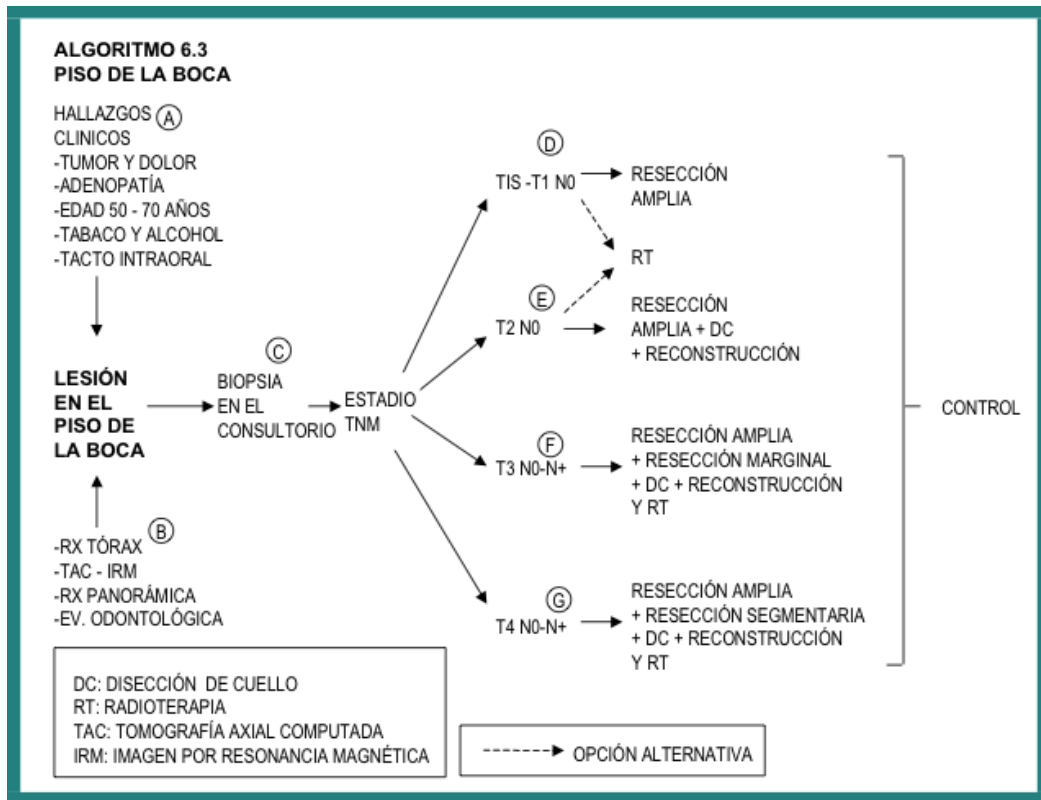 ALGORITMO 6.3
PISO DE LA BOCA
HALLAZGOS A
CLINICOS
-TUMOR Y DOLOR
-ADENOPATÍA
-EDAD 50 - 70 AÑOS
-TABACO Y ALCOHOL
-TACTO INTRAORAL
LESIÓN
EN EL
PISO DE
LA BOCA
B
-RX TÓRAX
-TAC - IRM
-RX PANORÁMICA
-EV. ODONTOLÓGICA
C
BIOPSIA
EN EL
CONSULTORIO
ESTADIO
TNM
D
TIS -T1 N0
RESECCIÓN
AMPLIA
RT
E
T2 N0
RESECCIÓN
AMPLIA + DC
+ RECONSTRUCCIÓN
F
T3 N0-N+
RESECCIÓN AMPLIA
+ RESECCIÓN MARGINAL
+ DC + RECONSTRUCCIÓN
Y RT
G
T4 N0-N+
RESECCIÓN AMPLIA
+ RESECCIÓN SEGMENTARIA
+ DC + RECONSTRUCCIÓN
Y RT
CONTROL
DC: DISECCIÓN DE CUELLO
RT: RADIOTERAPIA
TAC: TOMOGRAFÍA AXIAL COMPUTADA
IRM: IMAGEN POR RESONANCIA MAGNÉTICA
OPCIÓN ALTERNATIVA